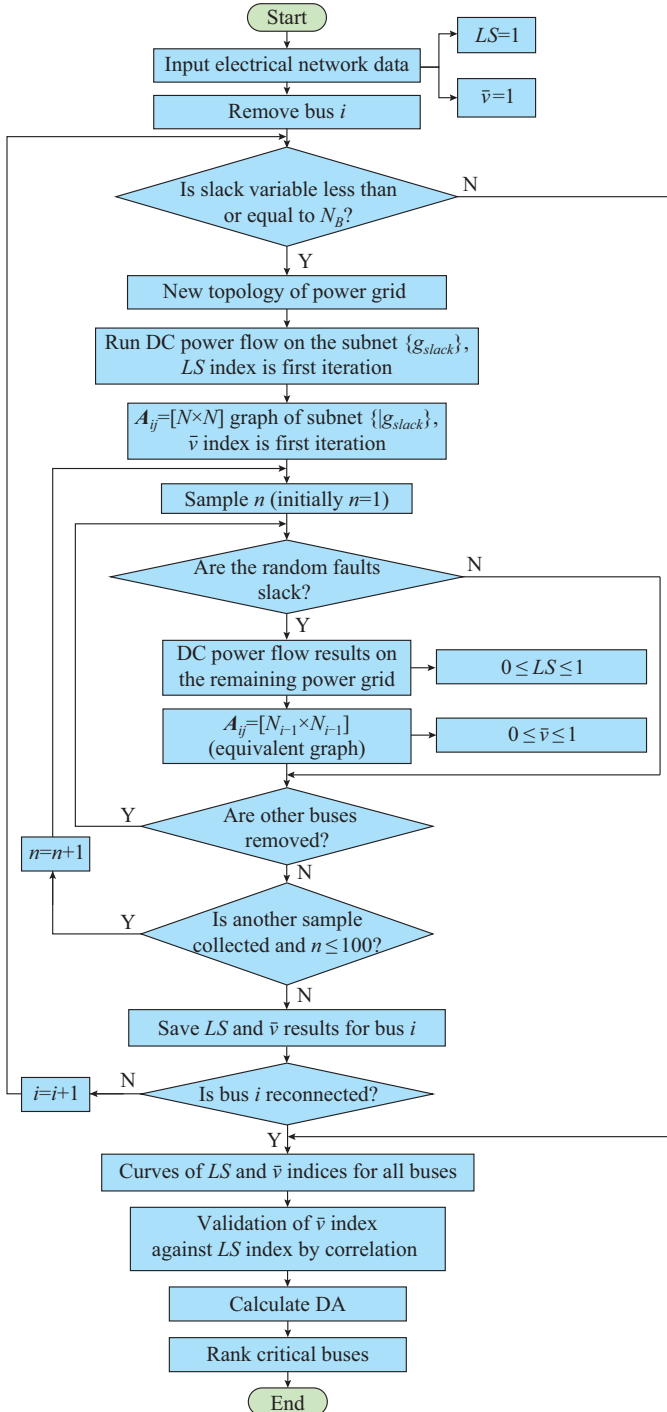 Start
Input electrical network data
LS=1
v̄=1
Remove bus i
Is slack variable less than
or equal to N_B?
N
Y
New topology of power grid
Run DC power flow on the subnet {g_slack},
LS index is first iteration
A_ij=[N×N] graph of subnet {|g_slack},
v̄ index is first iteration
Sample n (initially n=1)
Are the random faults
slack?
N
Y
DC power flow results on
the remaining power grid
0≤LS≤1
A_ij=[N_i−1×N_i−1]
(equivalent graph)
0≤v̄≤1
Y
Are other buses
removed?
n=n+1
N
Y
Is another sample
collected and n≤100?
N
Save LS and v̄ results for bus i
i=i+1
N
Is bus i reconnected?
Y
Curves of LS and v̄ indices for all buses
Validation of v̄ index
against LS index by correlation
Calculate DA
Rank critical buses
End